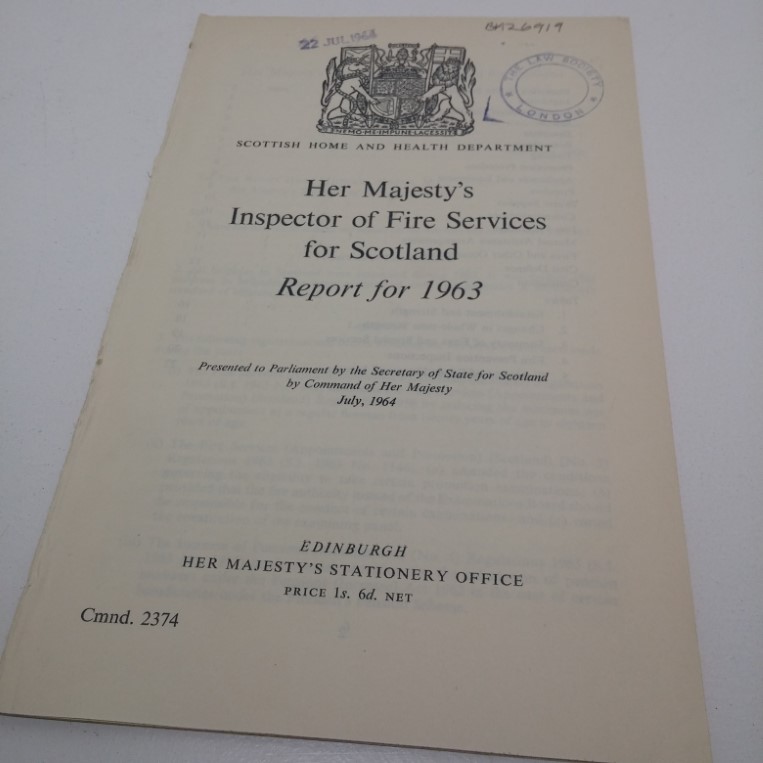 22 JUL 1964
BK26919
THE LAW SOCIETY
LONDON
NEMO ME IMPUNE LACESSIT
SCOTTISH HOME AND HEALTH DEPARTMENT
Her Majesty's
Inspector of Fire Services
for Scotland
Report for 1963
Presented to Parliament by the Secretary of State for Scotland
by Command of Her Majesty
July, 1964
EDINBURGH
HER MAJESTY'S STATIONERY OFFICE
PRICE 1s. 6d. NET
Cmnd. 2374